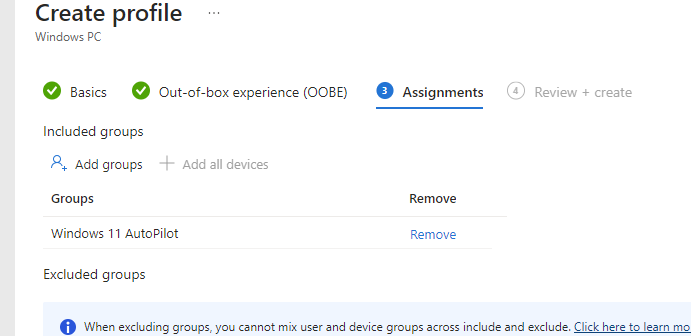 Create profile ...
Windows PC
Basics Out-of-box experience (OOBE) 3 Assignments 4 Review + create
Included groups
Add groups Add all devices
Groups Remove
Windows 11 AutoPilot Remove
Excluded groups
When excluding groups, you cannot mix user and device groups across include and exclude. Click here to learn mo